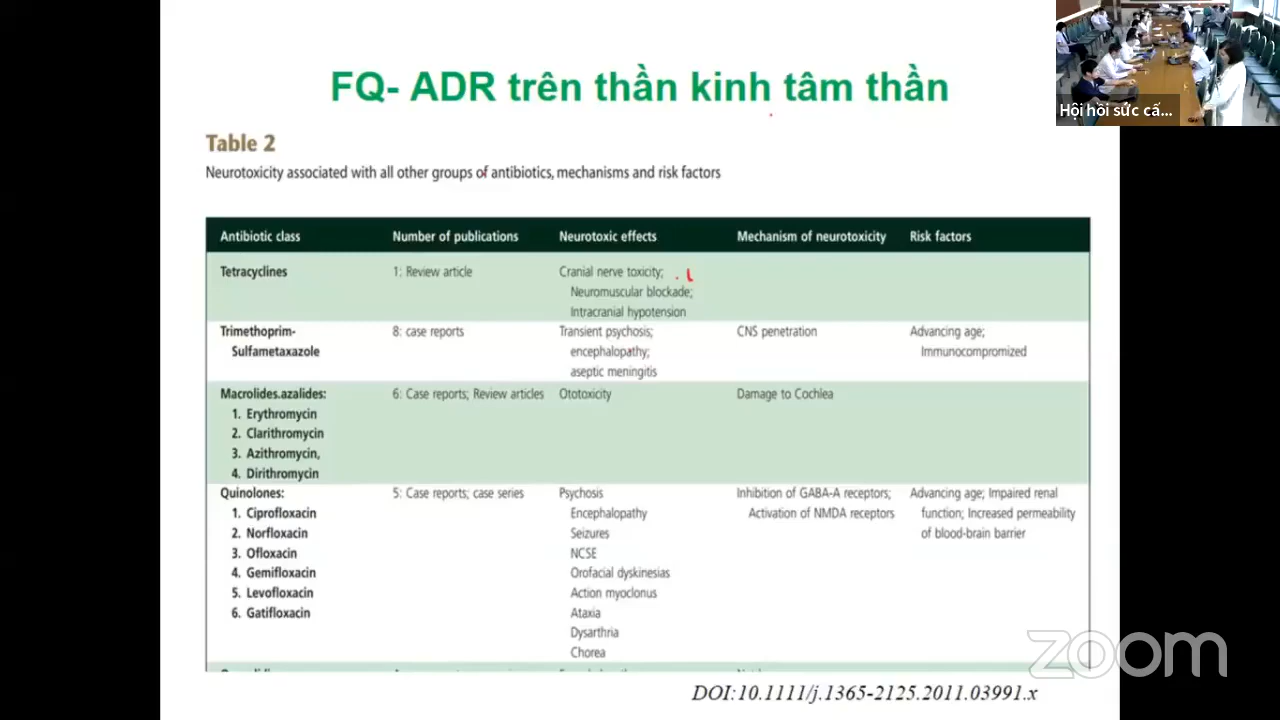 FQ- ADR trên thần kinh tâm thần
Hội hồi sức cấ...
Table 2
Neurotoxicity associated with all other groups of antibiotics, mechanisms and risk factors
Antibiotic class Number of publications Neurotoxic effects Mechanism of neurotoxicity Risk factors
Tetracyclines 1: Review article Cranial nerve toxicity;
Neuromuscular blockade;
Intracranial hypotension
Trimethoprim- 8: case reports Transient psychosis; CNS penetration Advancing age;
Sulfametaxazole encephalopathy; Immunocompromized
aseptic meningitis
Macrolides.azalides: 6: Case reports; Review articles Ototoxicity Damage to Cochlea
1. Erythromycin
2. Clarithromycin
3. Azithromycin,
4. Dirithromycin
Quinolones: 5: Case reports; case series Psychosis Inhibition of GABA-A receptors; Advancing age; Impaired renal
1. Ciprofloxacin Encephalopathy Activation of NMDA receptors function; Increased permeability
2. Norfloxacin Seizures of blood-brain barrier
3. Ofloxacin NCSE
4. Gemifloxacin Orofacial dyskinesias
5. Levofloxacin Action myoclonus
6. Gatifloxacin Ataxia
Dysarthria
Chorea
zoom
DOI:10.1111/j.1365-2125.2011.03991.x